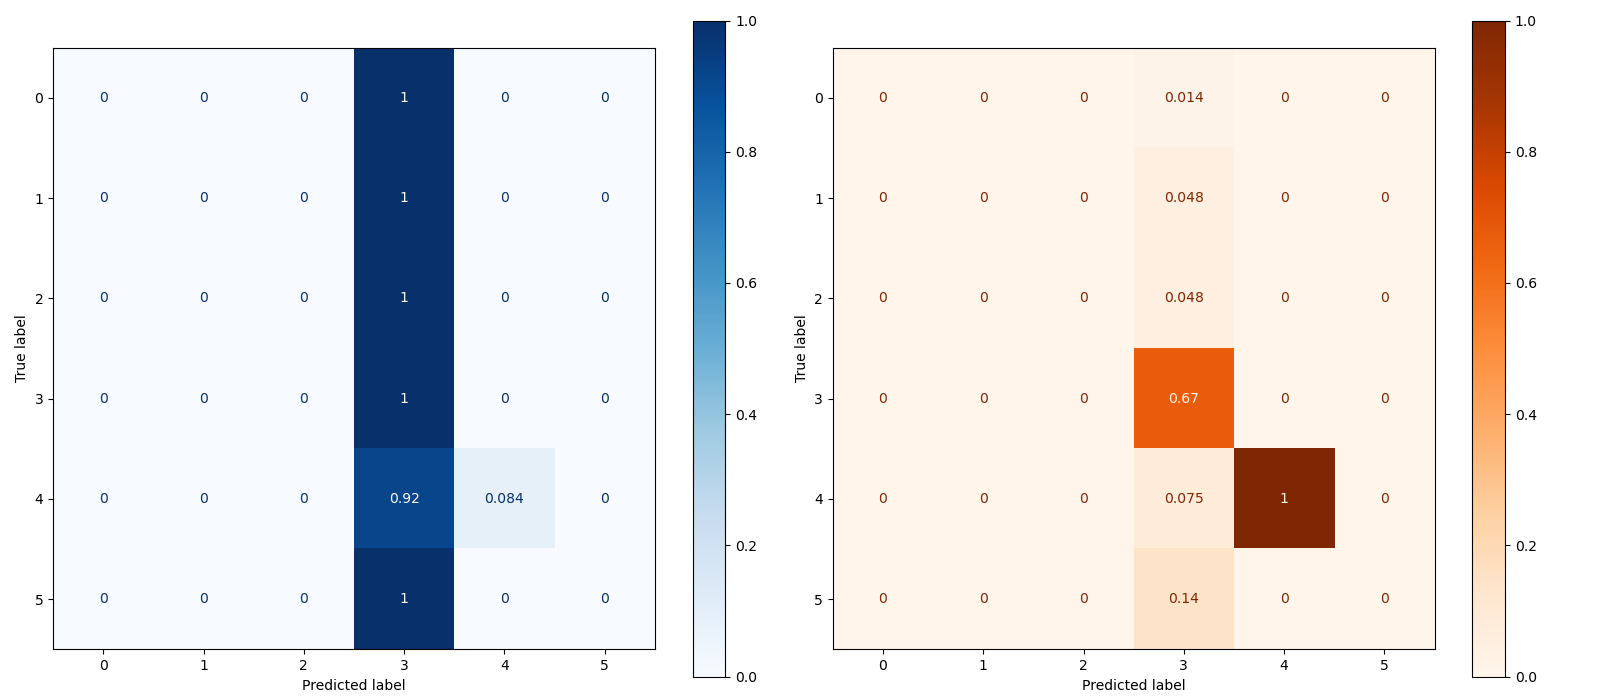 0 0 0 0 1 0 0
1 0 0 0 1 0 0
2 0 0 0 1 0 0
3 0 0 0 1 0 0
4 0 0 0 0.92 0.084 0
5 0 0 0 1 0 0
0 1 2 3 4 5
True label
Predicted label
1.0
0.8
0.6
0.4
0.2
0.0
0 0 0 0 0.014 0 0
1 0 0 0 0.048 0 0
2 0 0 0 0.048 0 0
3 0 0 0 0.67 0 0
4 0 0 0 0.075 1 0
5 0 0 0 0.14 0 0
0 1 2 3 4 5
True label
Predicted label
1.0
0.8
0.6
0.4
0.2
0.0